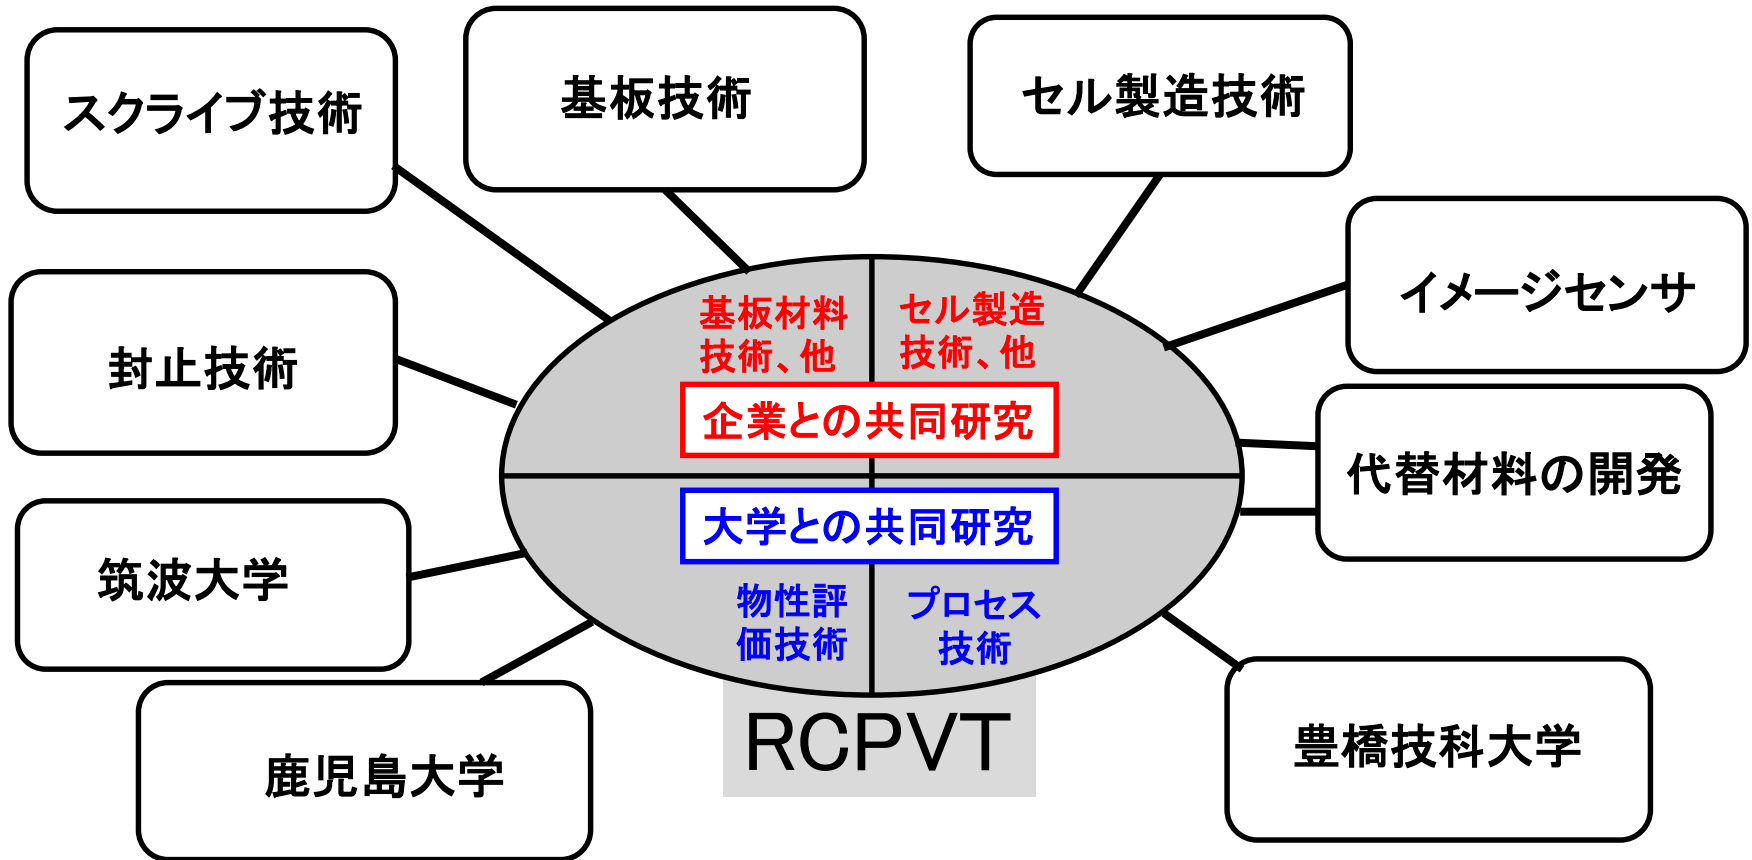 スクライブ技術
基板技術
セル製造技術
イメージセンサ
封止技術
基板材料
技術、他
セル製造
技術、他
企業との共同研究
代替材料の開発
大学との共同研究
筑波大学
物性評
価技術
プロセス
技術
RCPVT
鹿児島大学
豊橋技科大学